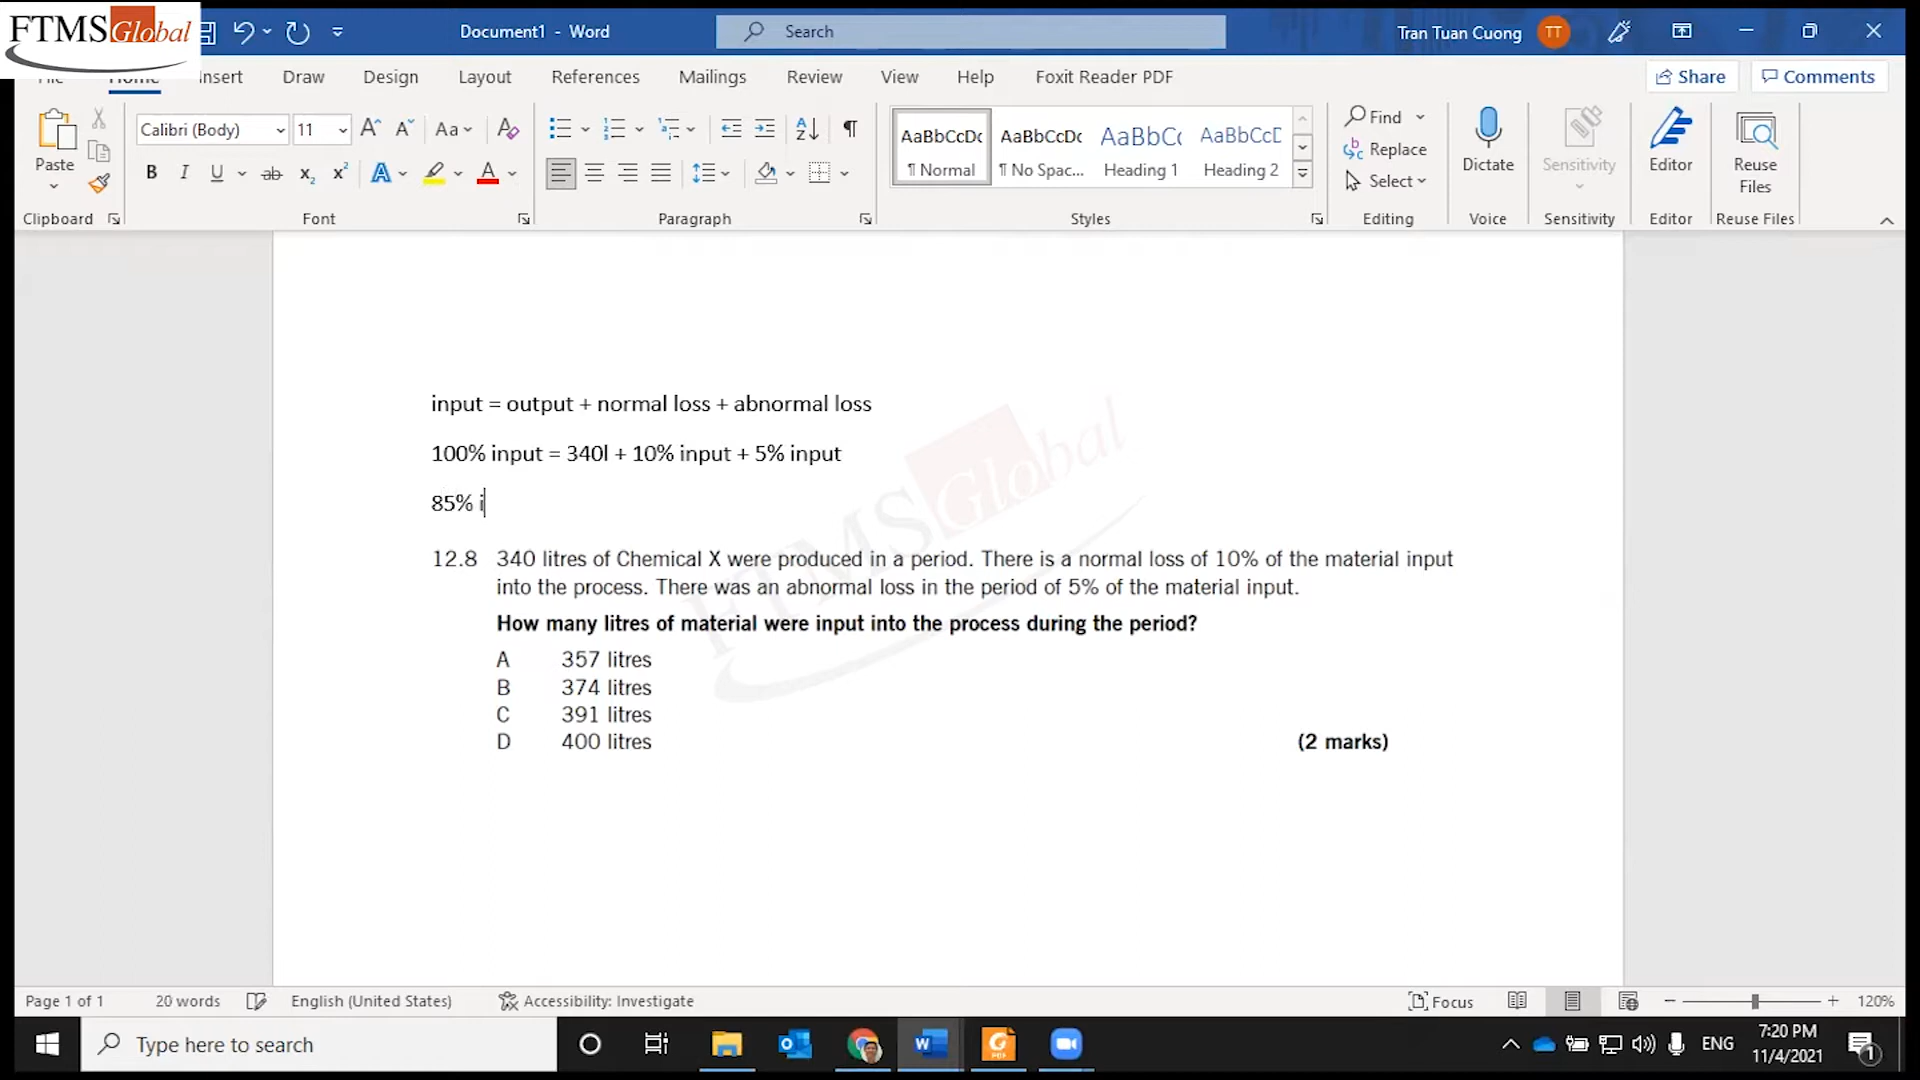 FTMSGlobal
Document1 - Word
Search
Tran Tuan Cuong
TT
File Home Insert Draw Design Layout References Mailings Review View Help Foxit Reader PDF
Share
Comments
Paste
Clipboard
Calibri (Body)
11
Font
Paragraph
AaBbCcDc
¶ Normal
AaBbCcDc
¶ No Spac...
AaBbCc
Heading 1
AaBbCcD
Heading 2
Styles
Find
Replace
Select
Editing
Dictate
Voice
Sensitivity
Sensitivity
Editor
Editor
Reuse
Files
Reuse Files
input = output + normal loss + abnormal loss
100% input = 340l + 10% input + 5% input
85% i
FTMSGlobal
12.8 340 litres of Chemical X were produced in a period. There is a normal loss of 10% of the material input
into the process. There was an abnormal loss in the period of 5% of the material input.
How many litres of material were input into the process during the period?
A 357 litres
B 374 litres
C 391 litres
D 400 litres
(2 marks)
Page 1 of 1 20 words English (United States) Accessibility: Investigate
Focus
120%
Type here to search
ENG
7:20 PM
11/4/2021
1